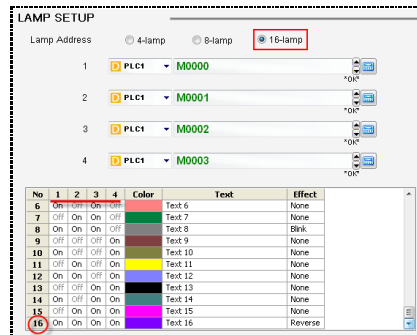 LAMP SETUP
Lamp Address 4-lamp 8-lamp 16-lamp
1 D PLC1 M0000
*OK*
2 D PLC1 M0001
*OK*
3 D PLC1 M0002
*OK*
4 D PLC1 M0003
*OK*
No 1 2 3 4 Color Text Effect
6 On Off On Off Text 6 None
7 Off On On Off Text 7 None
8 On On On Off Text 8 Blink
9 Off Off Off On Text 9 None
10 On Off Off On Text 10 None
11 Off On Off On Text 11 None
12 On On Off On Text 12 None
13 Off Off On On Text 13 None
14 On Off On On Text 14 None
15 Off On On On Text 15 None
16 On On On On Text 16 Reverse